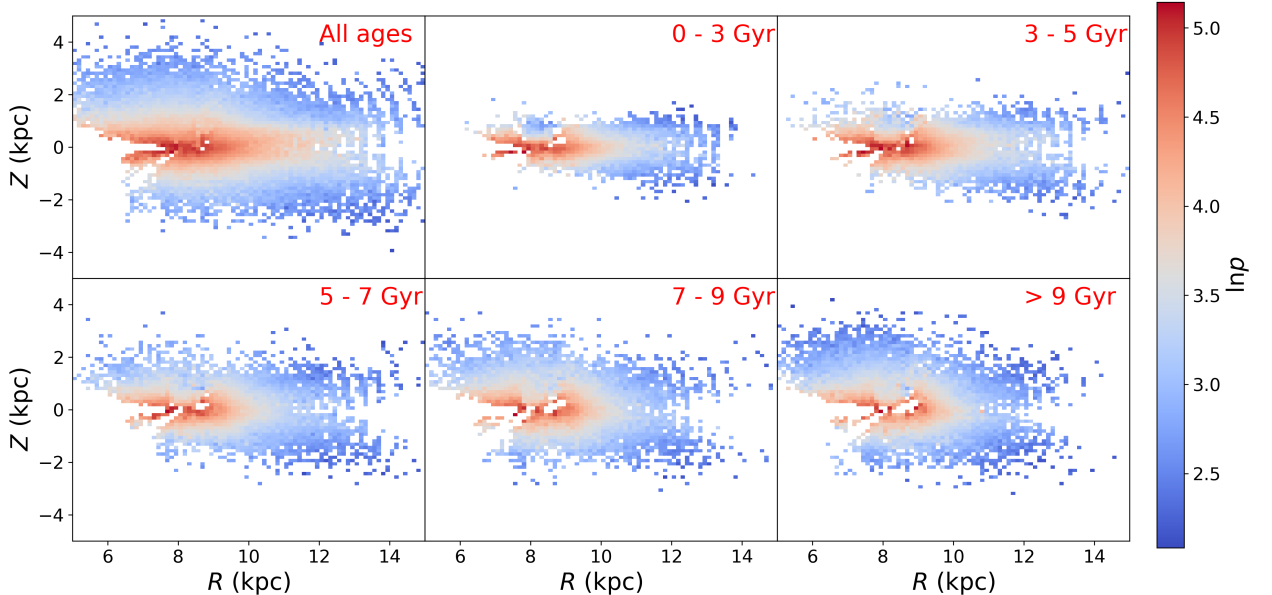 All ages
0 - 3 Gyr
3 - 5 Gyr
5.0
4
2
0
−2
−4
Z (kpc)
4.5
4.0
lnp
3.5
5 - 7 Gyr
7 - 9 Gyr
> 9 Gyr
4
2
0
−2
−4
Z (kpc)
3.0
2.5
6 8 10 12 14
6 8 10 12 14
6 8 10 12 14
R (kpc)
R (kpc)
R (kpc)